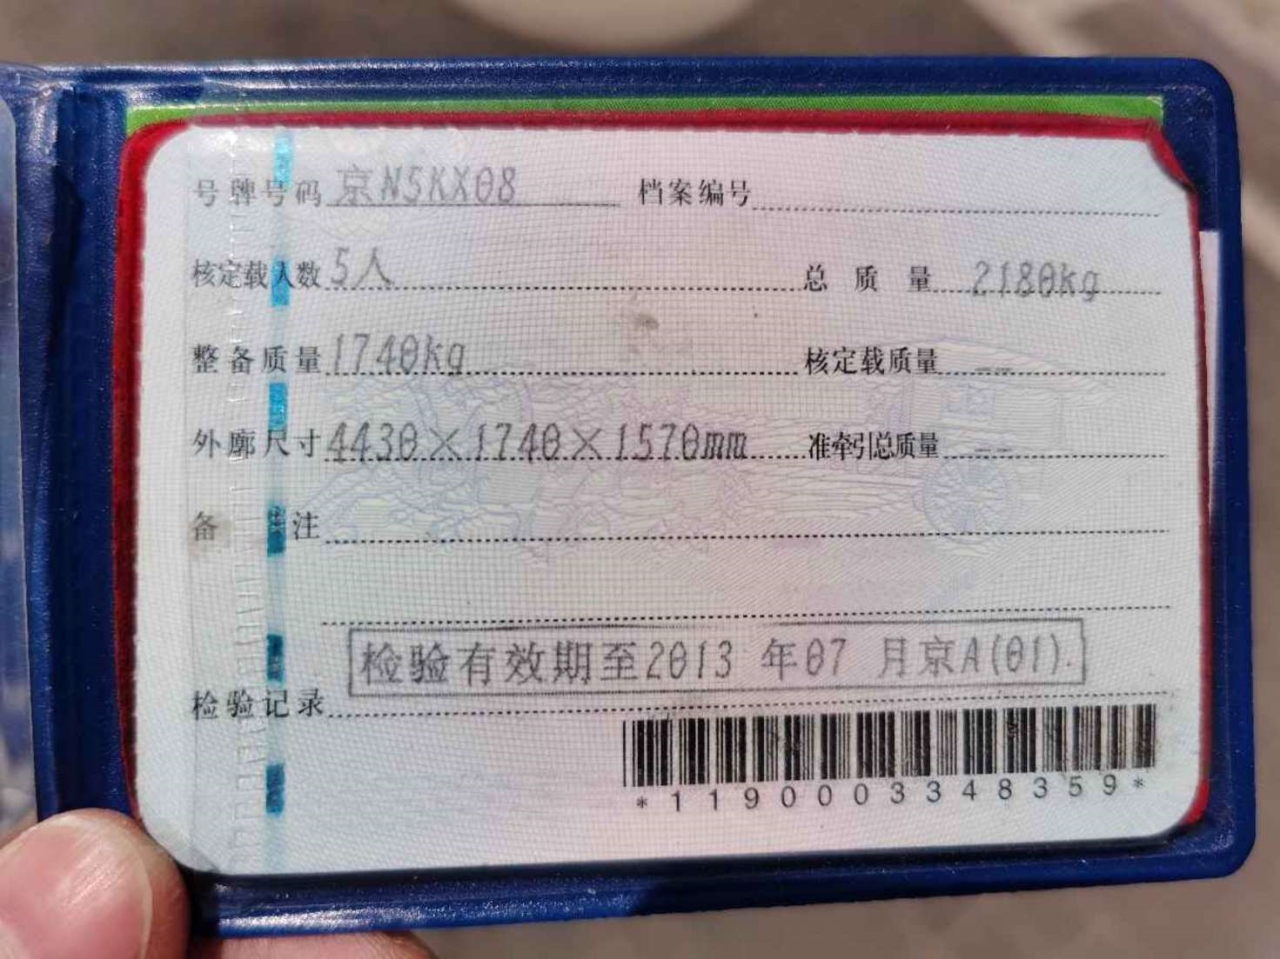 号牌号码 京N5KX08 档案编号
核定载人数 5人 总质量 2180kg
整备质量 1740kg 核定载质量 --
外廓尺寸 4430×1740×1570mm 准牵引总质量 --
备注
检验有效期至2013 年07 月京A(01).
检验记录
*1190003348359*